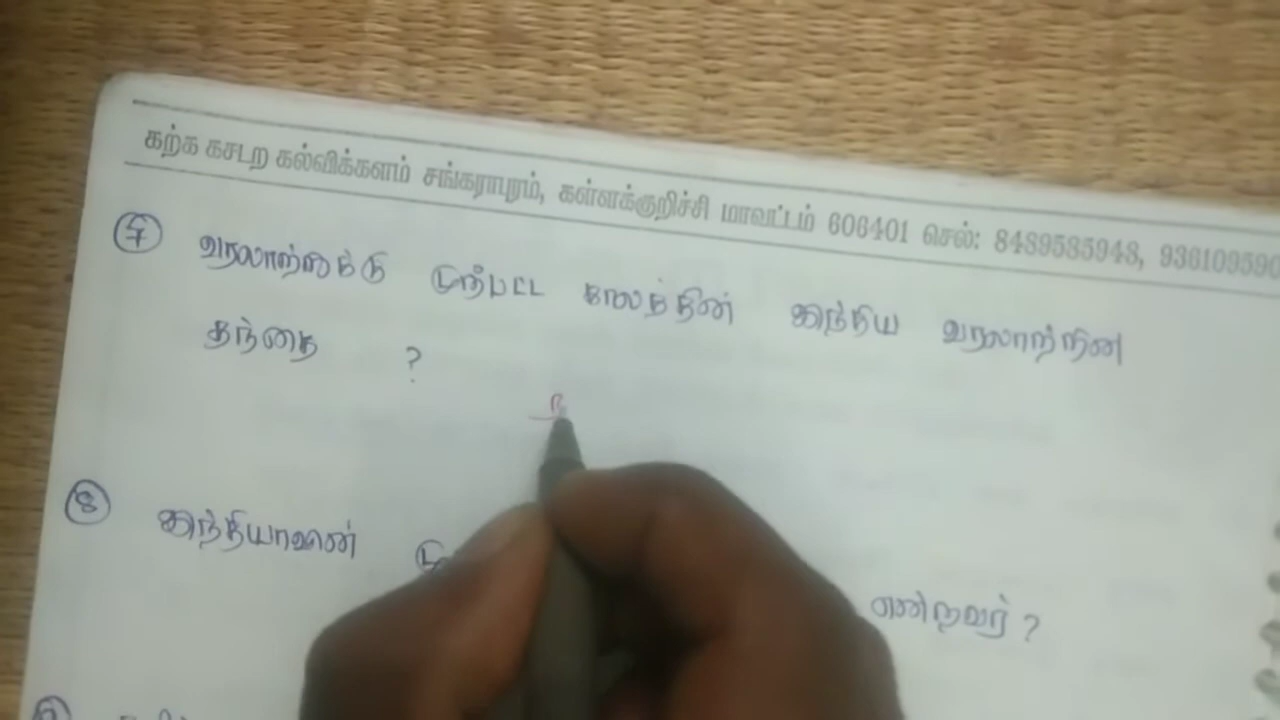 கற்க கசடற கல்விக்களம் சங்கராபுரம், கள்ளக்குறிச்சி மாவட்டம் 606401 செல்: 8489585948, 936109590
7 வரலாற்றுக்கு முற்பட்ட காலத்தின் இந்திய வரலாற்றின்
தந்தை ?
8 இந்தியாவின் என்றவர் ?